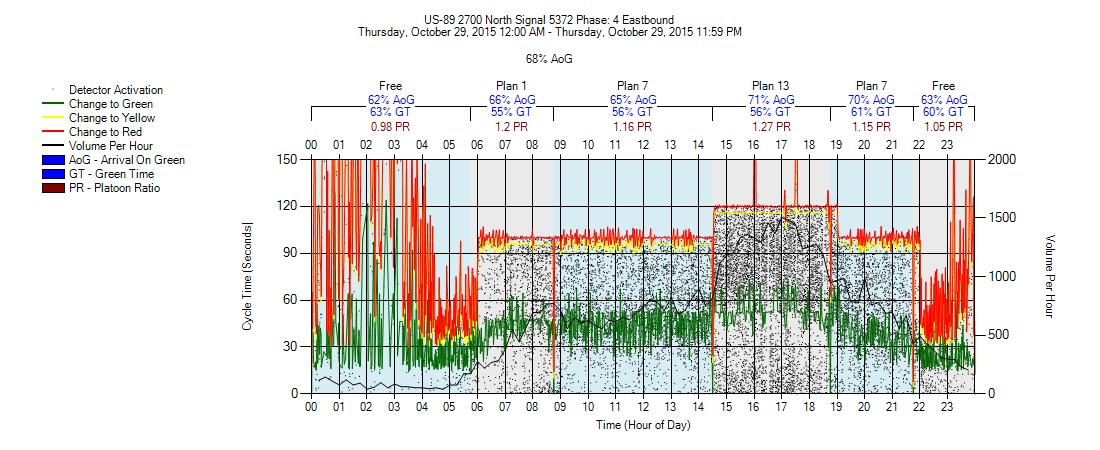 US-89 2700 North Signal 5372 Phase: 4 Eastbound
Thursday, October 29, 2015 12:00 AM - Thursday, October 29, 2015 11:59 PM
68% AoG
Detector Activation
Change to Green
Change to Yellow
Change to Red
Volume Per Hour
AoG - Arrival On Green
GT - Green Time
PR - Platoon Ratio
Free Plan 1 Plan 7 Plan 13 Plan 7 Free
62% AoG 66% AoG 65% AoG 71% AoG 70% AoG 63% AoG
63% GT 55% GT 56% GT 56% GT 61% GT 60% GT
0.98 PR 1.2 PR 1.16 PR 1.27 PR 1.15 PR 1.05 PR
00 01 02 03 04 05 06 07 08 09 10 11 12 13 14 15 16 17 18 19 20 21 22 23
150 2000
120
1500
90
1000
60
500
30
0 0
Cycle Time (Seconds)
Volume Per Hour
00 01 02 03 04 05 06 07 08 09 10 11 12 13 14 15 16 17 18 19 20 21 22 23
Time (Hour of Day)